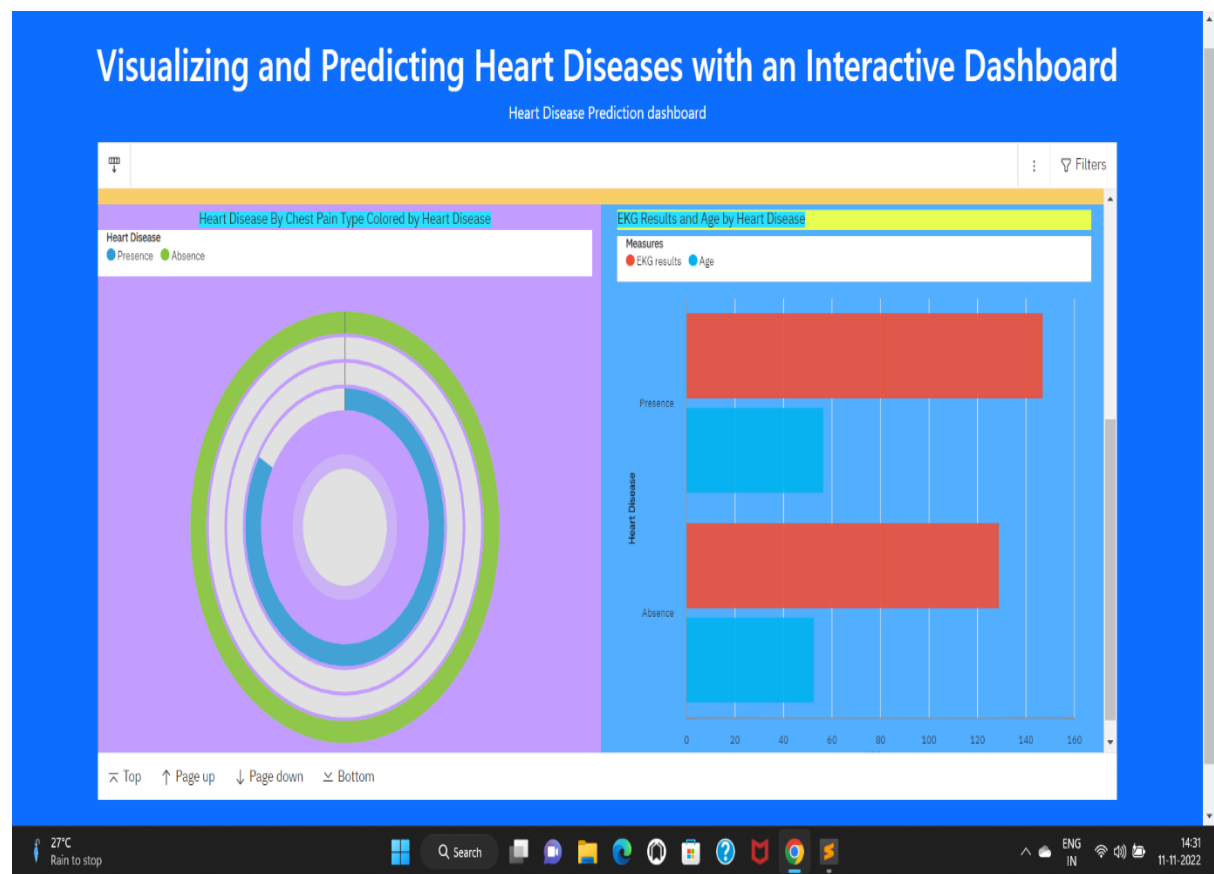 Visualizing and Predicting Heart Diseases with an Interactive Dashboard
Heart Disease Prediction dashboard
Filters
Heart Disease By Chest Pain Type Colored by Heart Disease
Heart Disease
Presence Absence
EKG Results and Age by Heart Disease
Measures
EKG results Age
Presence
Heart Disease
Absence
0 20 40 60 80 100 120 140 160
Top Page up Page down Bottom
27°C
Rain to stop
Search
ENG
IN
14:31
11-11-2022